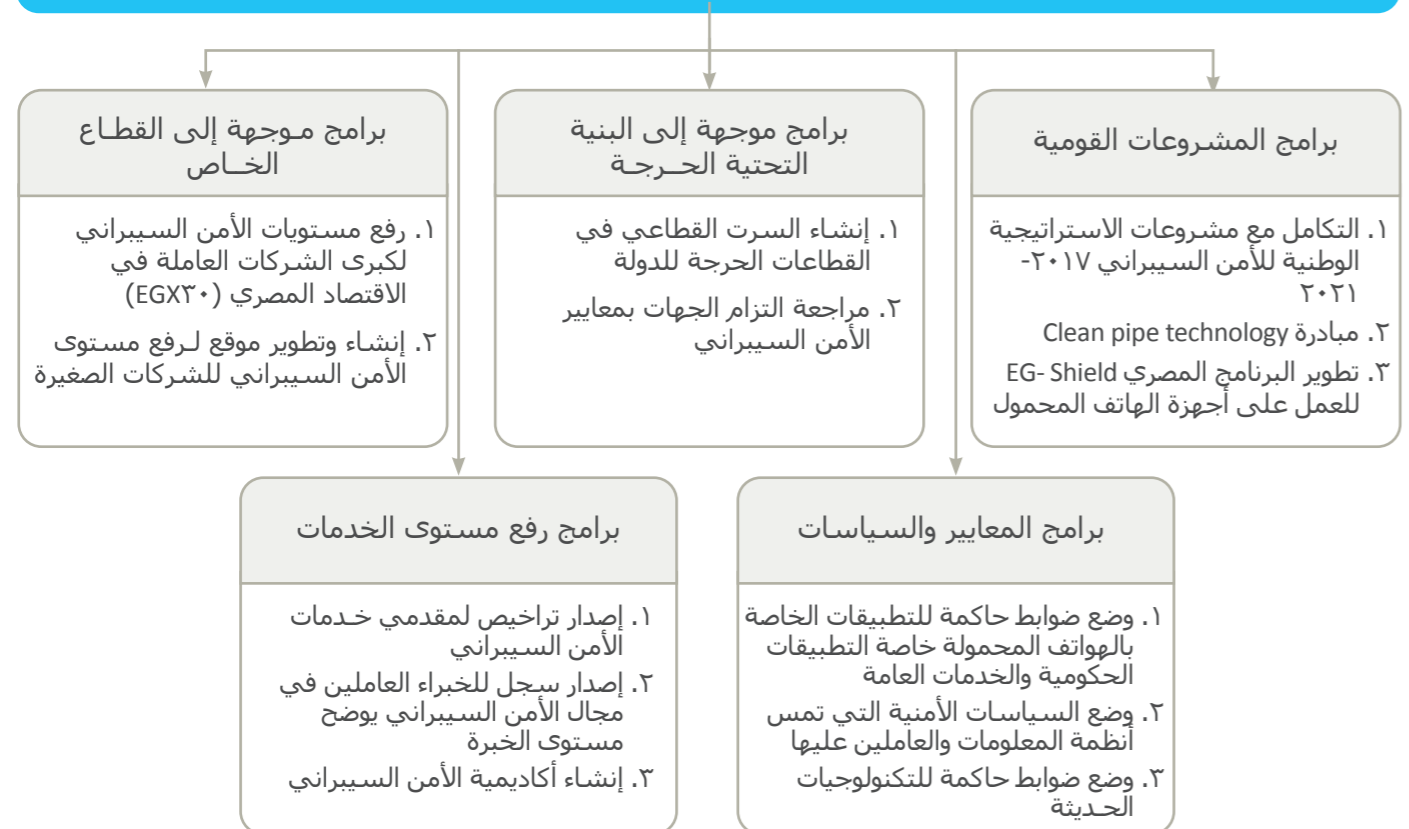 برامج المشروعات القومية
١. التكامل مع مشروعات الاستراتيجية
الوطنية للأمن السيبراني ٢٠١٧-
٢٠٢١
٢. مبادرة Clean pipe technology
٣. تطوير البرنامج المصري EG- Shield
للعمل على أجهزة الهاتف المحمول
برامج موجهة إلى البنية
التحتية الحــرجـة
١. إنشاء السرت القطاعي في
القطاعات الحرجة للدولة
٢. مراجعة التزام الجهات بمعايير
الأمن السيبراني
برامج مـوجهة إلى القطـاع
الخــاص
١. رفع مستويات الأمن السيبراني
لكبرى الشركات العاملة في
الاقتصاد المصري (EGX٣٠)
٢. إنشاء وتطوير موقع لـرفع مستوى
الأمن السيبراني للشركات الصغيرة
برامج المعايير والسياسات
١. وضع ضوابط حاكمة للتطبيقات الخاصة
بالهواتف المحمولة خاصة التطبيقات
الحكومية والخدمات العامة
٢. وضع السياسات الأمنية التي تمس
أنظمة المعلومات والعاملين عليها
٣. وضع ضوابط حاكمة للتكنولوجيات
الحـديثة
برامج رفع مستوى الخدمات
١. إصدار تراخيص لمقدمي خـدمات
الأمن السيبراني
٢. إصدار سجل للخبراء العاملين في
مجال الأمن السيبراني يوضح
مستوى الخبرة
٣. إنشاء أكاديمية الأمن السيبراني